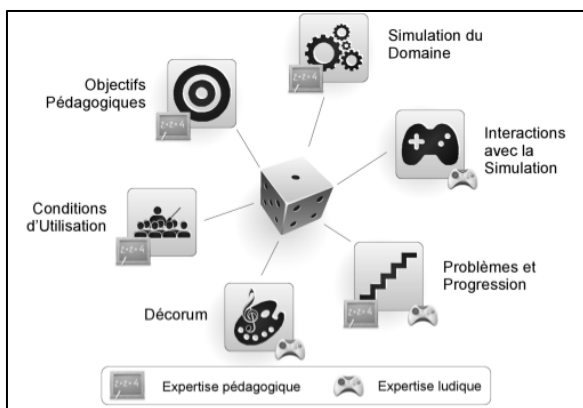 Simulation du
Domaine
Objectifs
Pédagogiques
Interactions
avec la
Simulation
Conditions
d'Utilisation
Problèmes et
Progression
Décorum
Expertise pédagogique
Expertise ludique